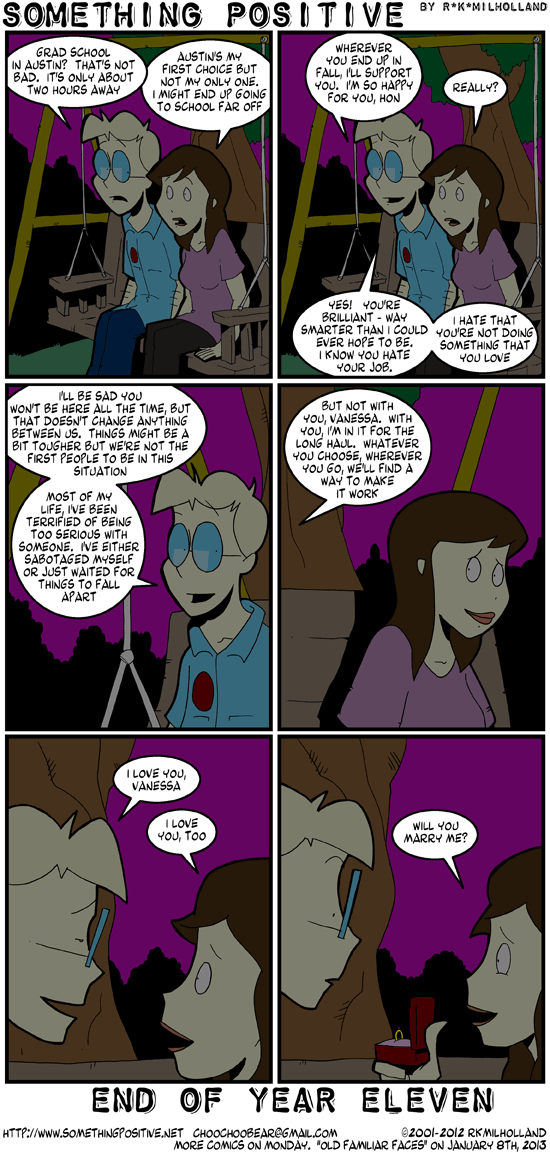 SOMETHING POSITIVE BY R*K*MILHOLLAND
GRAD SCHOOL
IN AUSTIN? THAT'S NOT
BAD. IT'S ONLY ABOUT
TWO HOURS AWAY
AUSTIN'S MY
FIRST CHOICE BUT
NOT MY ONLY ONE.
I MIGHT END UP GOING
TO SCHOOL FAR OFF
WHEREVER
YOU END UP IN
FALL, I'LL SUPPORT
YOU. I'M SO HAPPY
FOR YOU, HON
REALLY?
YES! YOU'RE
BRILLIANT - WAY
SMARTER THAN I COULD
EVER HOPE TO BE.
I KNOW YOU HATE
YOUR JOB.
I HATE THAT
YOU'RE NOT DOING
SOMETHING THAT
YOU LOVE
I'LL BE SAD YOU
WON'T BE HERE ALL THE TIME, BUT
THAT DOESN'T CHANGE ANYTHING
BETWEEN US. THINGS MIGHT BE A
BIT TOUGHER BUT WE'RE NOT THE
FIRST PEOPLE TO BE IN THIS
SITUATION
MOST OF MY
LIFE, I'VE BEEN
TERRIFIED OF BEING
TOO SERIOUS WITH
SOMEONE. I'VE EITHER
SABOTAGED MYSELF
OR JUST WAITED FOR
THINGS TO FALL
APART
BUT NOT WITH
YOU, VANESSA. WITH
YOU, I'M IN IT FOR THE
LONG HAUL. WHATEVER
YOU CHOOSE, WHEREVER
YOU GO, WE'LL FIND A
WAY TO MAKE
IT WORK
I LOVE YOU,
VANESSA
I LOVE
YOU, TOO
WILL YOU
MARRY ME?
END OF YEAR ELEVEN
HTTP://WWW.SOMETHINGPOSITIVE.NET CHOOCHOOBEAR@GMAIL.COM ©2001-2012 RKMILHOLLAND
MORE COMICS ON MONDAY. "OLD FAMILIAR FACES" ON JANUARY 8TH, 2013